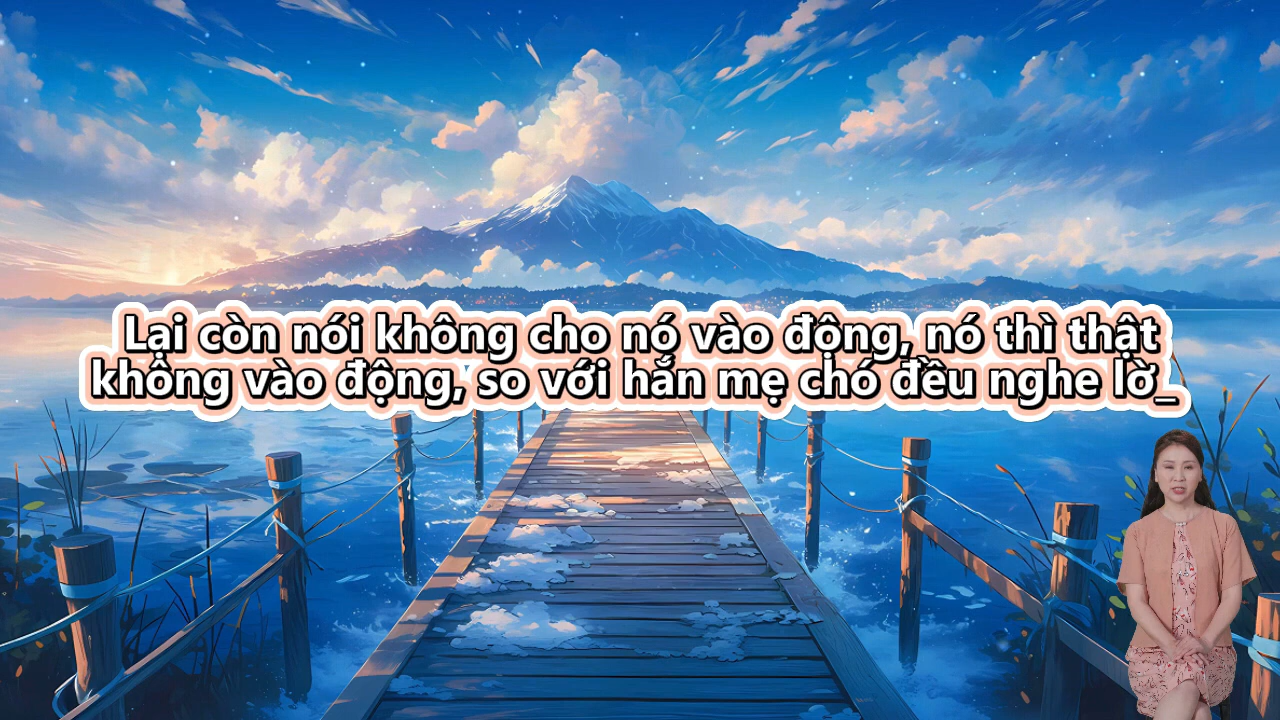 Lại còn nói không cho nó vào động, nó thì thật
không vào động, so với hắn mẹ chó đều nghe lờ_